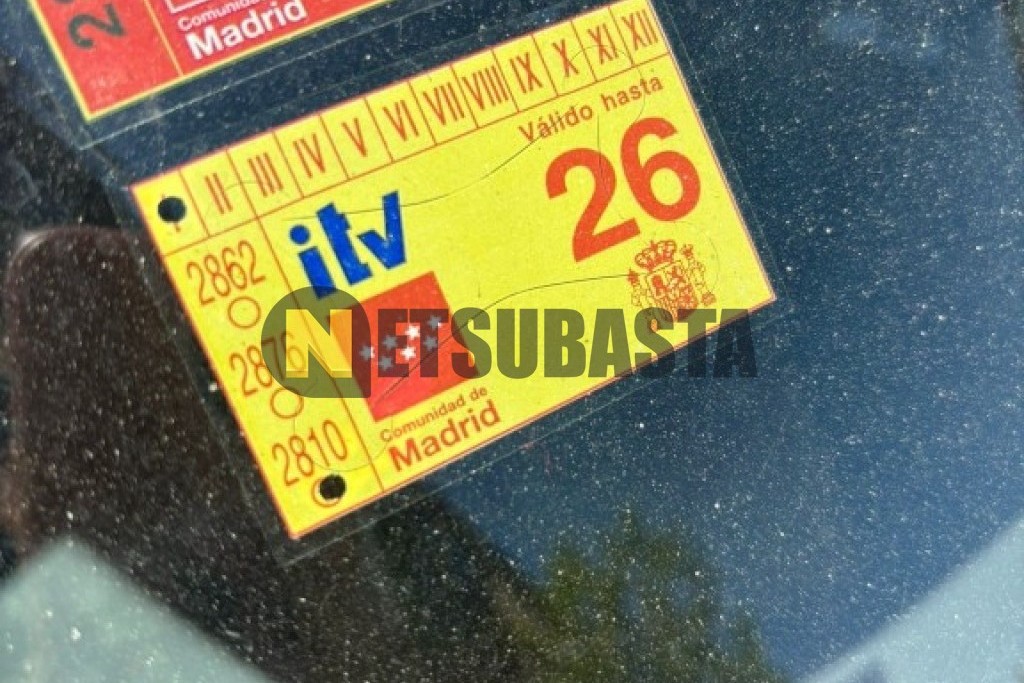 Comunidad
Madrid
II III IV V VI VII VIII IX X XI XII
Válido hasta
26
itv
2862
2876
2810
NETSUBASTA
Comunidad de
Madrid